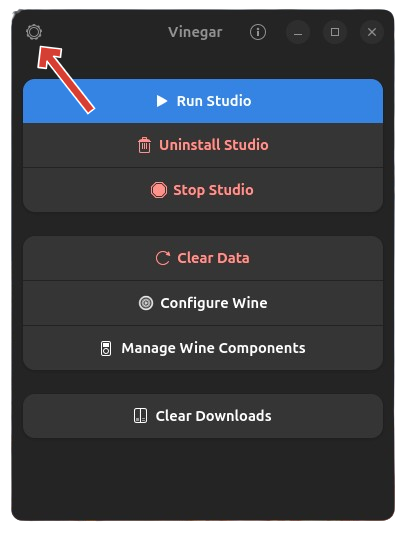 Vinegar
Run Studio
Uninstall Studio
Stop Studio
Clear Data
Configure Wine
Manage Wine Components
Clear Downloads